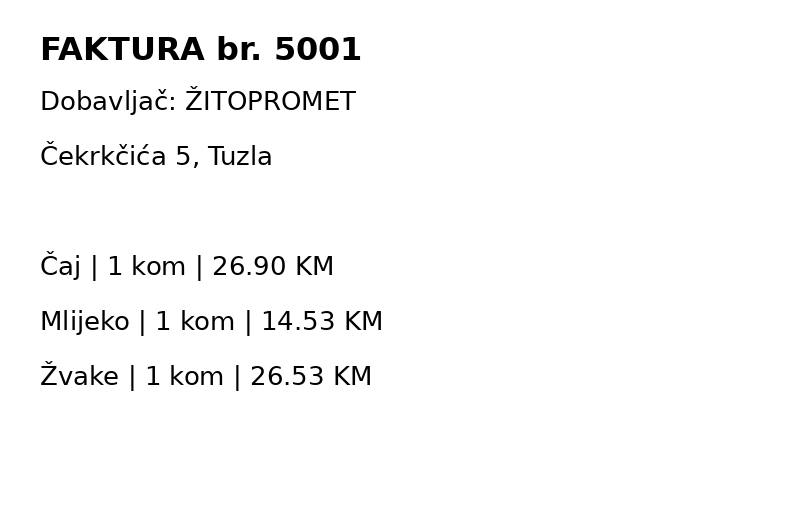 FAKTURA br. 5001
Dobavljač: ŽITOPROMET
Čekrkčića 5, Tuzla
Čaj | 1 kom | 26.90 KM
Mlijeko | 1 kom | 14.53 KM
Žvake | 1 kom | 26.53 KM